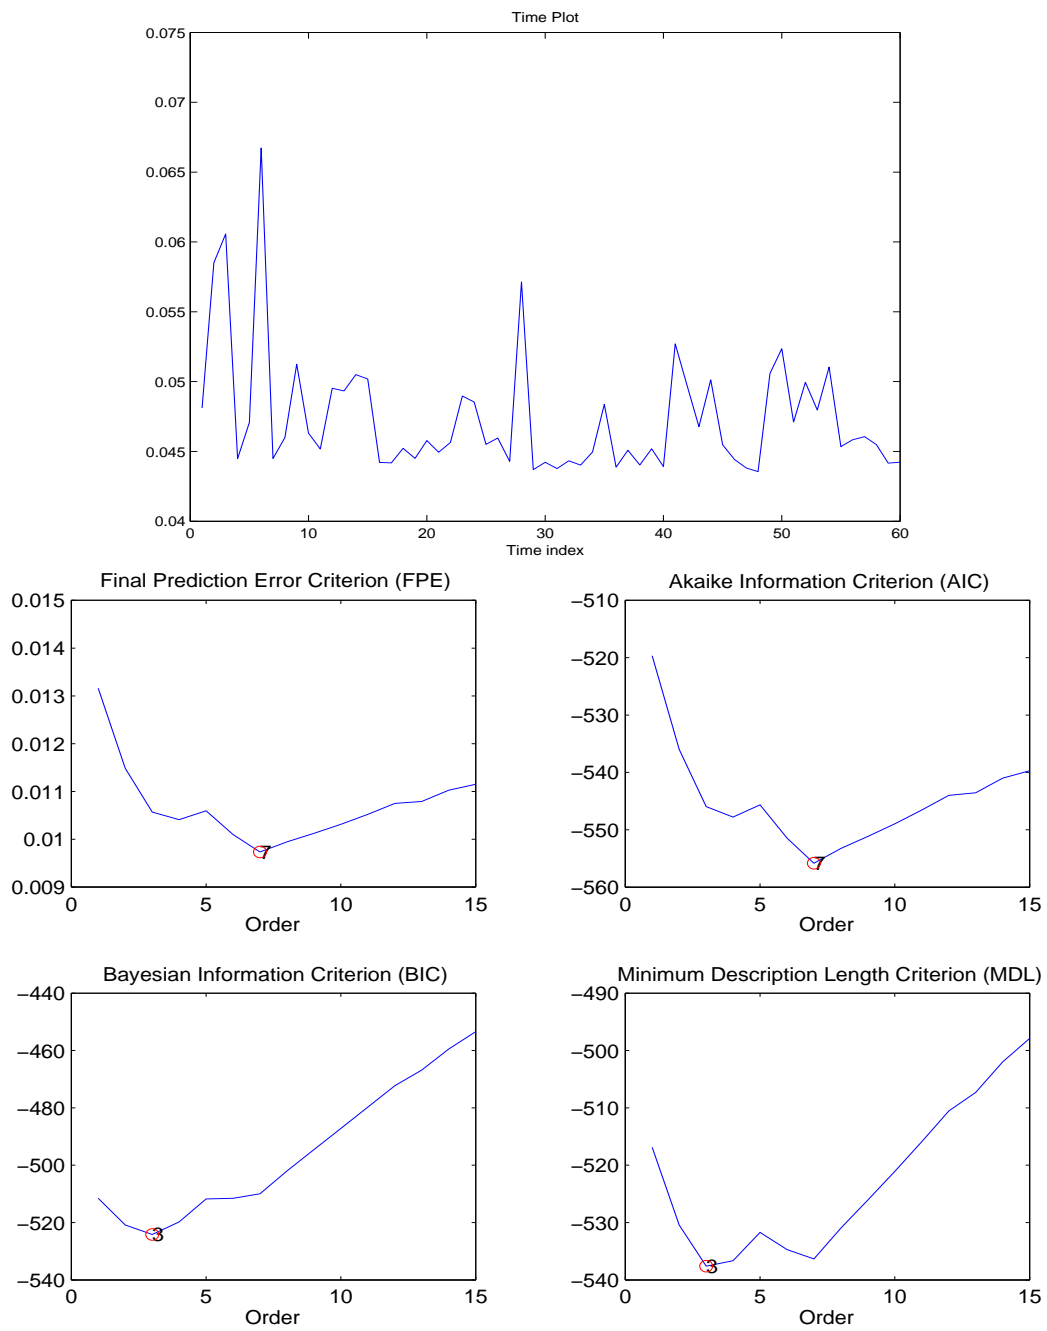 Time Plot
0.075
0.07
0.065
0.06
0.055
0.05
0.045
0.04
0 10 20 30 40 50 60
Time index
Final Prediction Error Criterion (FPE)
0.015
0.014
0.013
0.012
0.011
0.01
0.009
7
0 5 10 15
Order
Akaike Information Criterion (AIC)
−510
−520
−530
−540
−550
−560
7
0 5 10 15
Order
Bayesian Information Criterion (BIC)
−440
−460
−480
−500
−520
−540
3
0 5 10 15
Order
Minimum Description Length Criterion (MDL)
−490
−500
−510
−520
−530
−540
3
0 5 10 15
Order